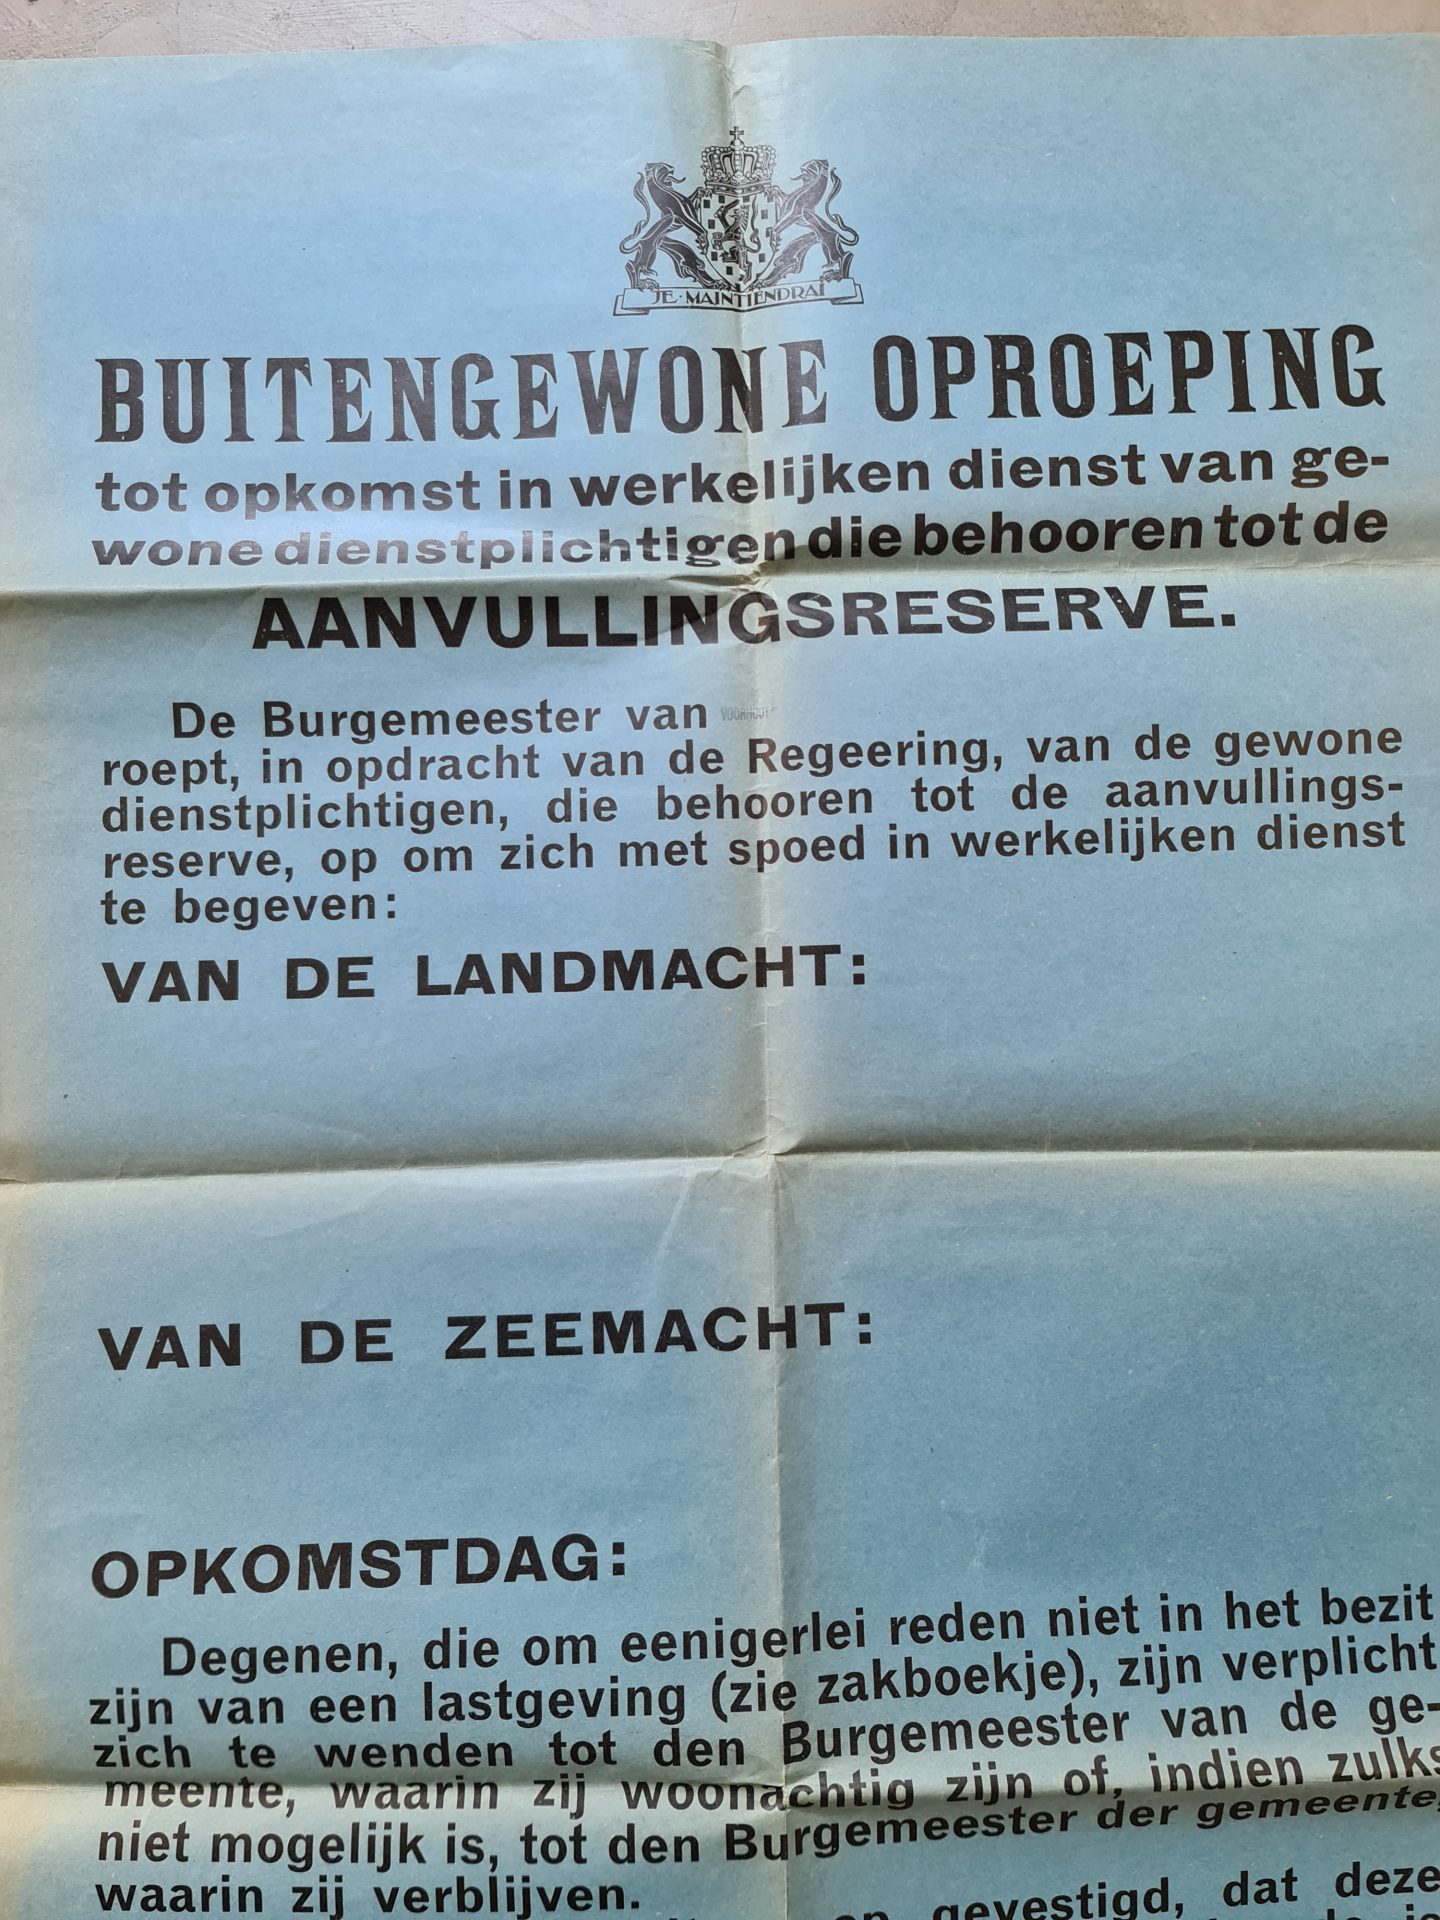 JE·MAINTIENDRAI
BUITENGEWONE OPROEPING
tot opkomst in werkelijken dienst van ge-
wone dienstplichtigen die behooren tot de
AANVULLINGSRESERVE.
De Burgemeester van VOORHOUT
roept, in opdracht van de Regeering, van de gewone
dienstplichtigen, die behooren tot de aanvullings-
reserve, op om zich met spoed in werkelijken dienst
te begeven:
VAN DE LANDMACHT:
VAN DE ZEEMACHT:
OPKOMSTDAG:
Degenen, die om eenigerlei reden niet in het bezit
zijn van een lastgeving (zie zakboekje), zijn verplicht
zich te wenden tot den Burgemeester van de ge-
meente, waarin zij woonachtig zijn of, indien zulks
niet mogelijk is, tot den Burgemeester der gemeente,
waarin zij verblijven.
gevestigd, dat deze